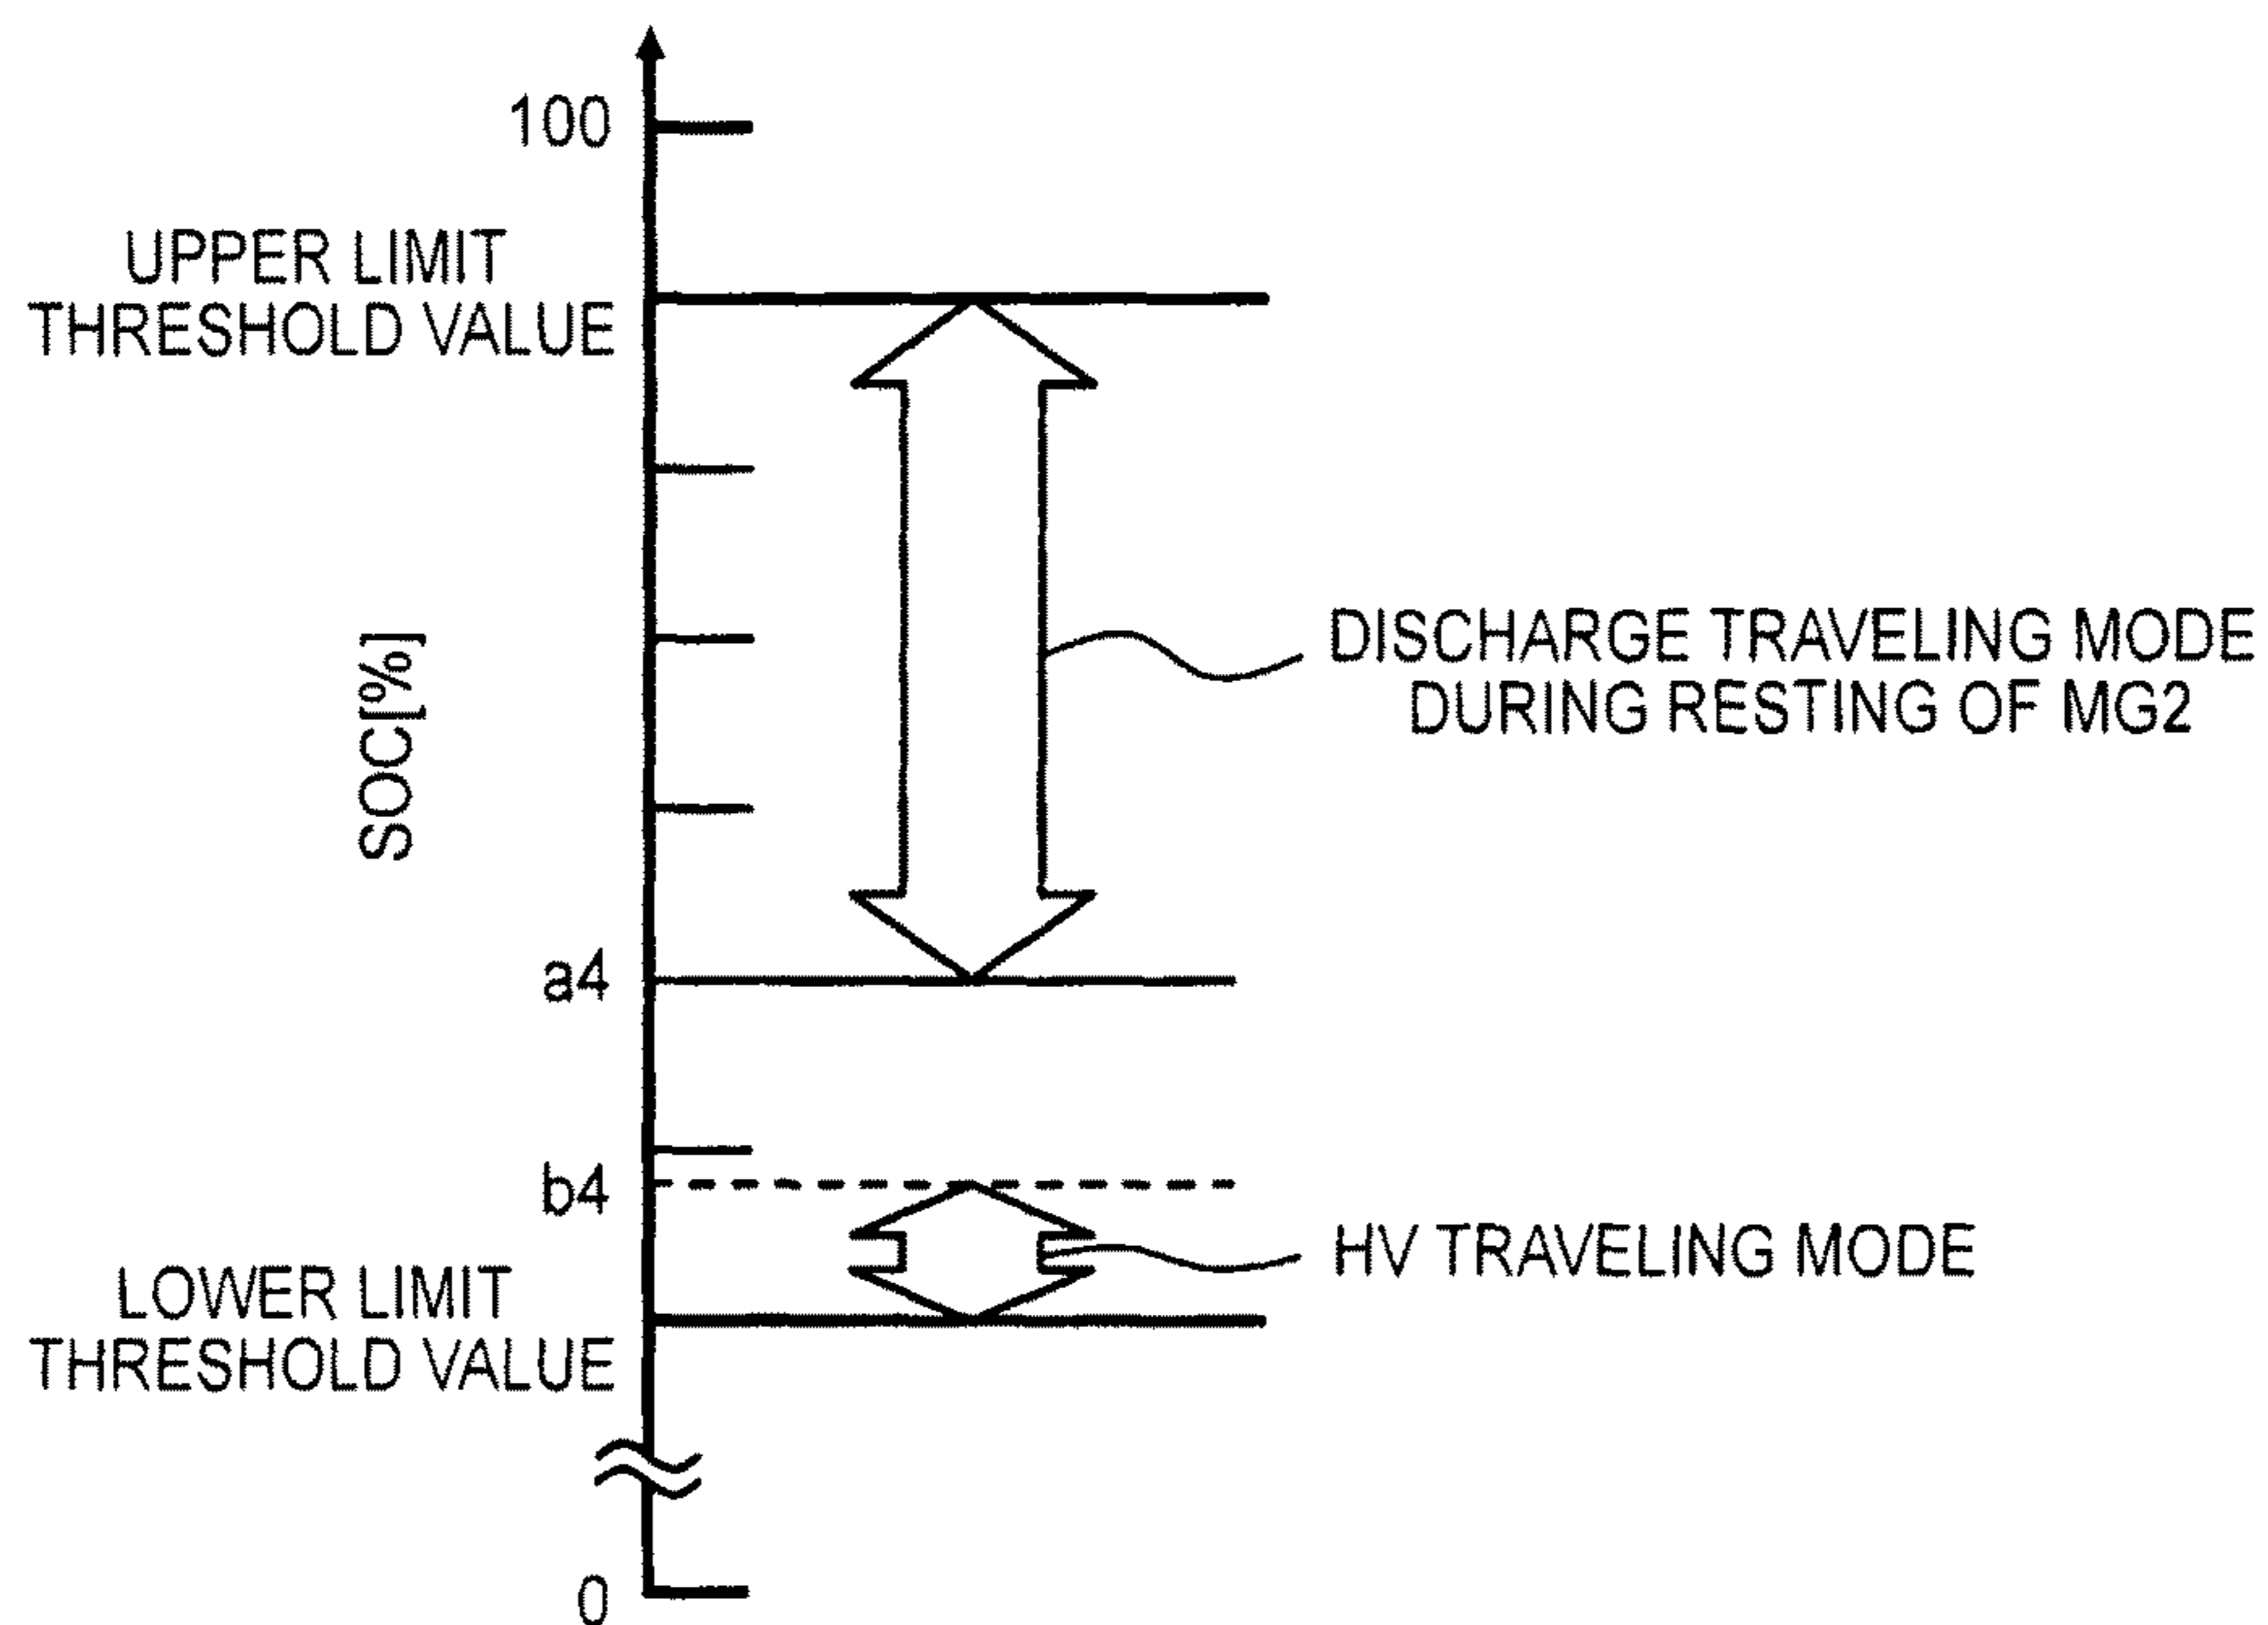 100
UPPER LIMIT
THRESHOLD VALUE
SOC[%]
DISCHARGE TRAVELING MODE
DURING RESTING OF MG2
a4
b4
HV TRAVELING MODE
LOWER LIMIT
THRESHOLD VALUE
0